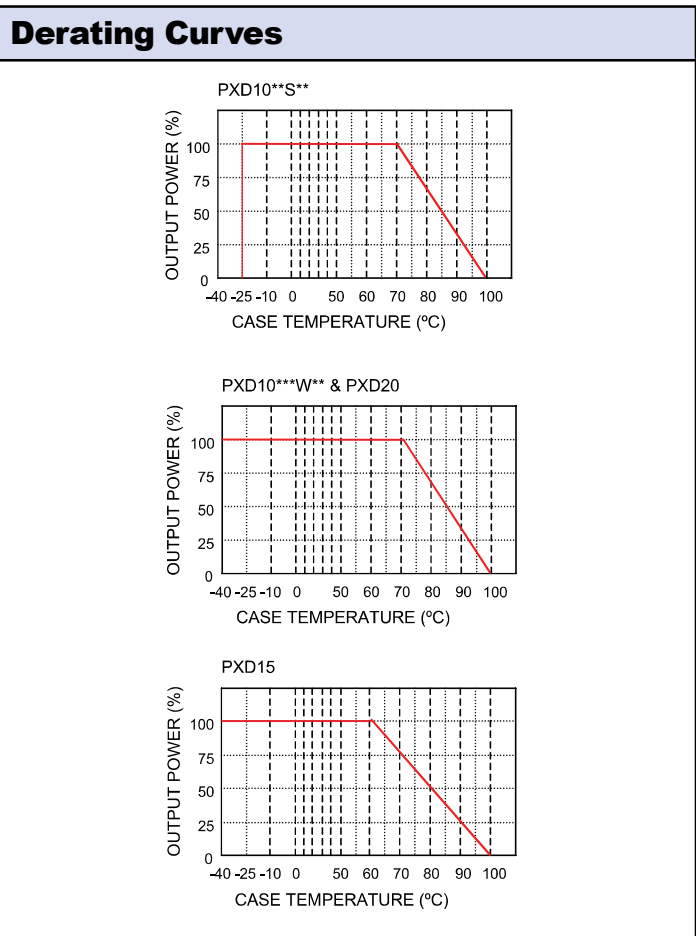 Derating Curves
PXD10**S**
OUTPUT POWER (%)
100
75
50
25
0
-40 -25 -10 0 50 60 70 80 90 100
CASE TEMPERATURE (ºC)
PXD10***W** & PXD20
OUTPUT POWER (%)
100
75
50
25
0
-40 -25 -10 0 50 60 70 80 90 100
CASE TEMPERATURE (ºC)
PXD15
OUTPUT POWER (%)
100
75
50
25
0
-40 -25 -10 0 50 60 70 80 90 100
CASE TEMPERATURE (ºC)